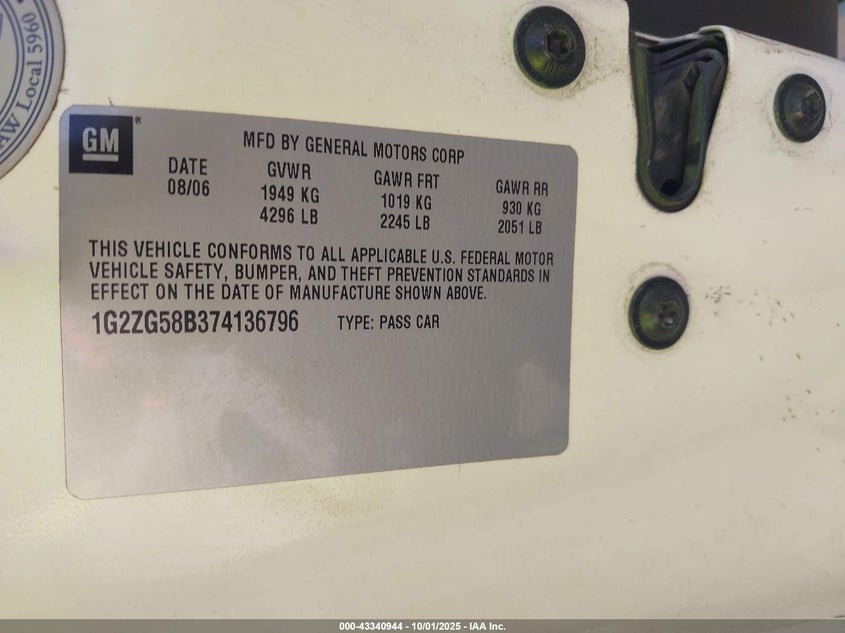 AW Local 5960
GM
®
MFD BY GENERAL MOTORS CORP
DATE GVWR GAWR FRT GAWR RR
08/06 1949 KG 1019 KG 930 KG
4296 LB 2245 LB 2051 LB
THIS VEHICLE CONFORMS TO ALL APPLICABLE U.S. FEDERAL MOTOR
VEHICLE SAFETY, BUMPER, AND THEFT PREVENTION STANDARDS IN
EFFECT ON THE DATE OF MANUFACTURE SHOWN ABOVE.
1G2ZG58B374136796 TYPE: PASS CAR
000-43340944 - 10/01/2025 - IAA Inc.